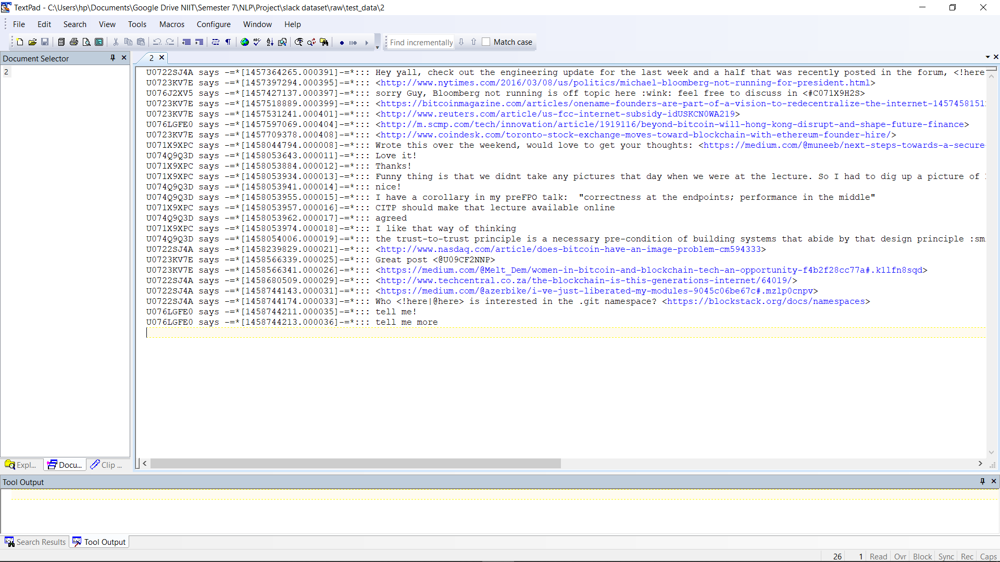 TextPad - C:\Users\hp\Documents\Google Drive NIIT\Semester 7\NLP\Project\slack dataset\raw\test_data\2
File Edit Search View Tools Macros Configure Window Help
Find incrementally Match case
Document Selector
2
2
U0722SJ4A says -=*[1457364265.000391]-=*::: Hey yall, check out the engineering update for the last week and a half that was recently posted in the forum, <!here
U0723KV7E says -=*[1457397294.000395]-=*::: <http://www.nytimes.com/2016/03/08/us/politics/michael-bloomberg-not-running-for-president.html>
U076J2XV5 says -=*[1457427137.000397]-=*::: sorry Guy, Bloomberg not running is off topic here :wink: feel free to discuss in <#C071X9H2S>
U0723KV7E says -=*[1457518889.000399]-=*::: <https://bitcoinmagazine.com/articles/onename-founders-are-part-of-a-vision-to-redecentralize-the-internet-145745815
U0723KV7E says -=*[1457531241.000401]-=*::: <http://www.reuters.com/article/us-fcc-internet-subsidy-idUSKCN0WA219>
U076LGFE0 says -=*[1457597069.000404]-=*::: <http://m.scmp.com/tech/innovation/article/1919116/beyond-bitcoin-will-hong-kong-disrupt-and-shape-future-finance>
U0723KV7E says -=*[1457709378.000408]-=*::: <http://www.coindesk.com/toronto-stock-exchange-moves-toward-blockchain-with-ethereum-founder-hire/>
U071X9XPC says -=*[1458044794.000008]-=*::: Wrote this over the weekend, would love to get your thoughts: <https://medium.com/@muneeb/next-steps-towards-a-secure-
U074Q9Q3D says -=*[1458053643.000011]-=*::: Love it!
U071X9XPC says -=*[1458053884.000012]-=*::: Thanks!
U071X9XPC says -=*[1458053934.000013]-=*::: Funny thing is that we didnt take any pictures that day when we were at the lecture. So I had to dig up a picture of
U074Q9Q3D says -=*[1458053941.000014]-=*::: nice!
U074Q9Q3D says -=*[1458053955.000015]-=*::: I have a corollary in my preFPO talk:  "correctness at the endpoints; performance in the middle"
U071X9XPC says -=*[1458053957.000016]-=*::: CITP should make that lecture available online
U074Q9Q3D says -=*[1458053962.000017]-=*::: agreed
U071X9XPC says -=*[1458053974.000018]-=*::: I like that way of thinking
U074Q9Q3D says -=*[1458054006.000019]-=*::: the trust-to-trust principle is a necessary pre-condition of building systems that abide by that design principle :sm
U0722SJ4A says -=*[1458239829.000021]-=*::: <http://www.nasdaq.com/article/does-bitcoin-have-an-image-problem-cm594333>
U0723KV7E says -=*[1458566339.000025]-=*::: Great post <@U09CF2NNP>
U0723KV7E says -=*[1458566341.000026]-=*::: <https://medium.com/@Melt_Dem/women-in-bitcoin-and-blockchain-tech-an-opportunity-f4b2f28cc77a#.k1lfn8sqd>
U0722SJ4A says -=*[1458680509.000029]-=*::: <http://www.techcentral.co.za/the-blockchain-is-this-generations-internet/64019/>
U0722SJ4A says -=*[1458744143.000031]-=*::: <https://medium.com/@azerbike/i-ve-just-liberated-my-modules-9045c06be67c#.mzlp0cnpv>
U0722SJ4A says -=*[1458744174.000033]-=*::: Who <!here|@here> is interested in the .git namespace? <https://blockstack.org/docs/namespaces>
U076LGFE0 says -=*[1458744211.000035]-=*::: tell me!
U076LGFE0 says -=*[1458744213.000036]-=*::: tell me more
Expl... Docu... Clip ...
Tool Output
Search Results Tool Output
26 1 Read Ovr Block Sync Rec Caps